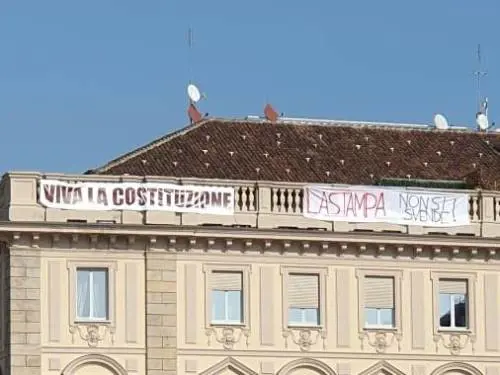 VIVA LA COSTITUZIONE
LA STAMPA NON SI
SVENDE!